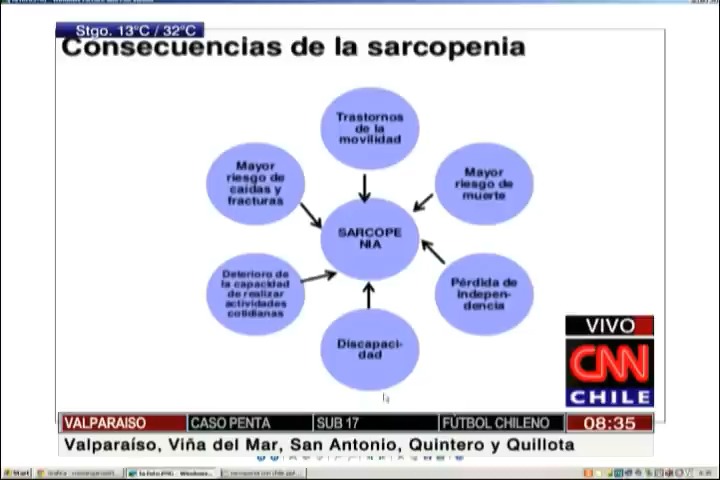 Stgo. 13°C / 32°C
Consecuencias de la sarcopenia
Trastornos
de la
movilidad
Mayor
riesgo de
caídas y
fracturas
Mayor
riesgo de
muerte
SARCOPE
NIA
Deterioro de
la capacidad
de realizar
actividades
cotidianas
Pérdida de
indepen-
dencia
Discapaci-
dad
VIVO
CNN
CHILE
VALPARAISO CASO PENTA SUB 17 FÚTBOL CHILENO 08:35
Valparaíso, Viña del Mar, San Antonio, Quintero y Quillota
Start